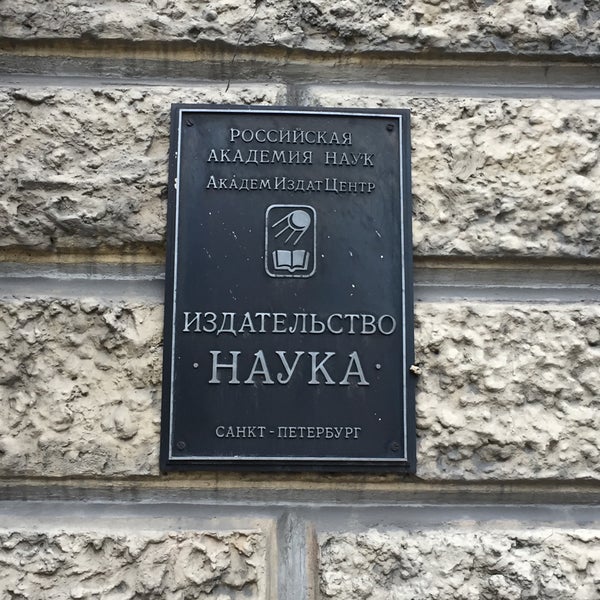 РОССИЙСКАЯ
АКАДЕМИЯ НАУК
АкадемИздатЦентр
ИЗДАТЕЛЬСТВО
·НАУКА·
САНКТ-ПЕТЕРБУРГ